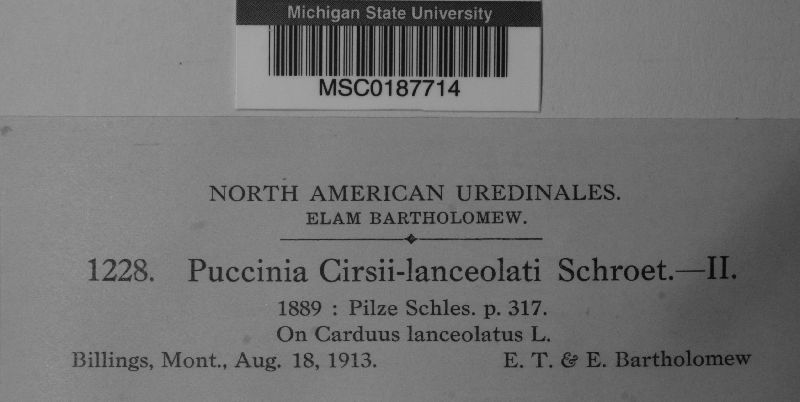 Michigan State University
MSC0187714
NORTH AMERICAN UREDINALES.
ELAM BARTHOLOMEW.
1228. Puccinia Cirsii-lanceolati Schroet.—II.
1889 : Pilze Schles. p. 317.
On Carduus lanceolatus L.
Billings, Mont., Aug. 18, 1913. E. T. & E. Bartholomew